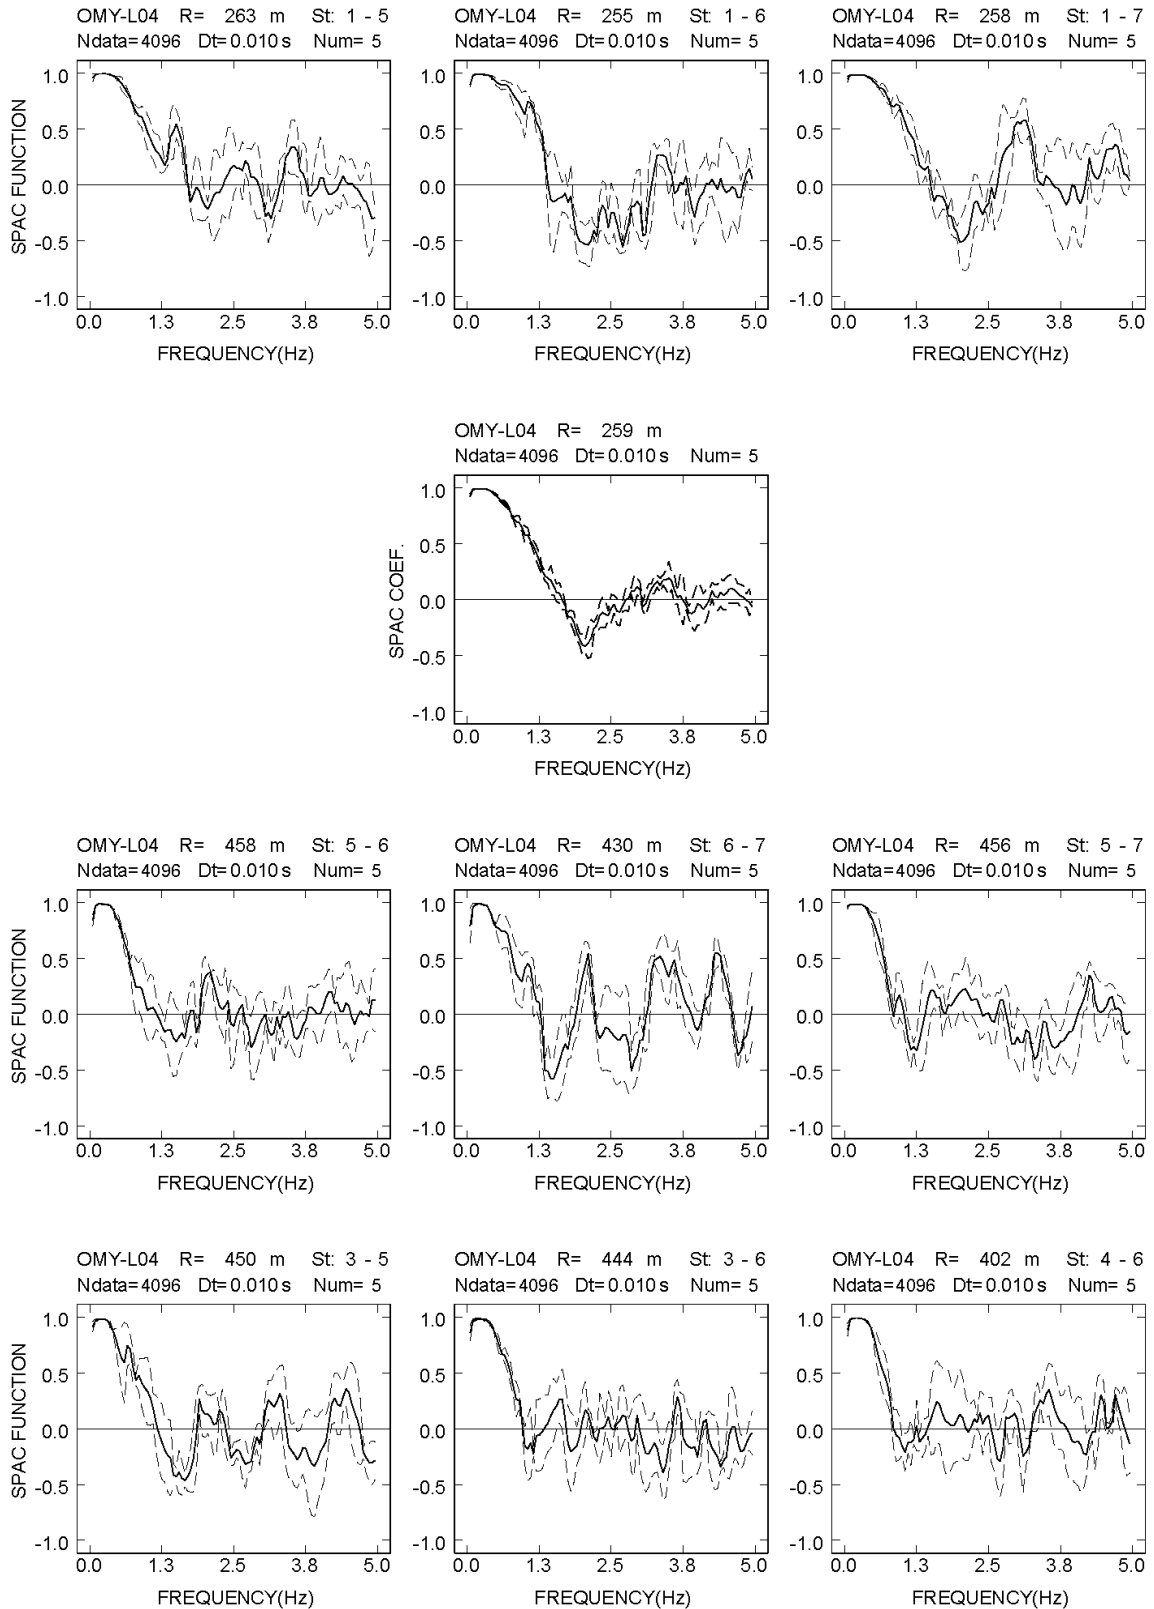 OMY-L04 R= 263 m St: 1 - 5
Ndata=4096 Dt=0.010 s Num= 5
1.0
0.5
0.0
-0.5
-1.0
SPAC FUNCTION
0.0 1.3 2.5 3.8 5.0
FREQUENCY(Hz)
OMY-L04 R= 255 m St: 1 - 6
Ndata=4096 Dt=0.010 s Num= 5
1.0
0.5
0.0
-0.5
-1.0
0.0 1.3 2.5 3.8 5.0
FREQUENCY(Hz)
OMY-L04 R= 258 m St: 1 - 7
Ndata=4096 Dt=0.010 s Num= 5
1.0
0.5
0.0
-0.5
-1.0
0.0 1.3 2.5 3.8 5.0
FREQUENCY(Hz)
OMY-L04 R= 259 m
Ndata=4096 Dt=0.010 s Num= 5
1.0
0.5
0.0
-0.5
-1.0
SPAC COEF.
0.0 1.3 2.5 3.8 5.0
FREQUENCY(Hz)
OMY-L04 R= 458 m St: 5 - 6
Ndata=4096 Dt=0.010 s Num= 5
1.0
0.5
0.0
-0.5
-1.0
SPAC FUNCTION
0.0 1.3 2.5 3.8 5.0
FREQUENCY(Hz)
OMY-L04 R= 430 m St: 6 - 7
Ndata=4096 Dt=0.010 s Num= 5
1.0
0.5
0.0
-0.5
-1.0
0.0 1.3 2.5 3.8 5.0
FREQUENCY(Hz)
OMY-L04 R= 456 m St: 5 - 7
Ndata=4096 Dt=0.010 s Num= 5
1.0
0.5
0.0
-0.5
-1.0
0.0 1.3 2.5 3.8 5.0
FREQUENCY(Hz)
OMY-L04 R= 450 m St: 3 - 5
Ndata=4096 Dt=0.010 s Num= 5
1.0
0.5
0.0
-0.5
-1.0
SPAC FUNCTION
0.0 1.3 2.5 3.8 5.0
FREQUENCY(Hz)
OMY-L04 R= 444 m St: 3 - 6
Ndata=4096 Dt=0.010 s Num= 5
1.0
0.5
0.0
-0.5
-1.0
0.0 1.3 2.5 3.8 5.0
FREQUENCY(Hz)
OMY-L04 R= 402 m St: 4 - 6
Ndata=4096 Dt=0.010 s Num= 5
1.0
0.5
0.0
-0.5
-1.0
0.0 1.3 2.5 3.8 5.0
FREQUENCY(Hz)